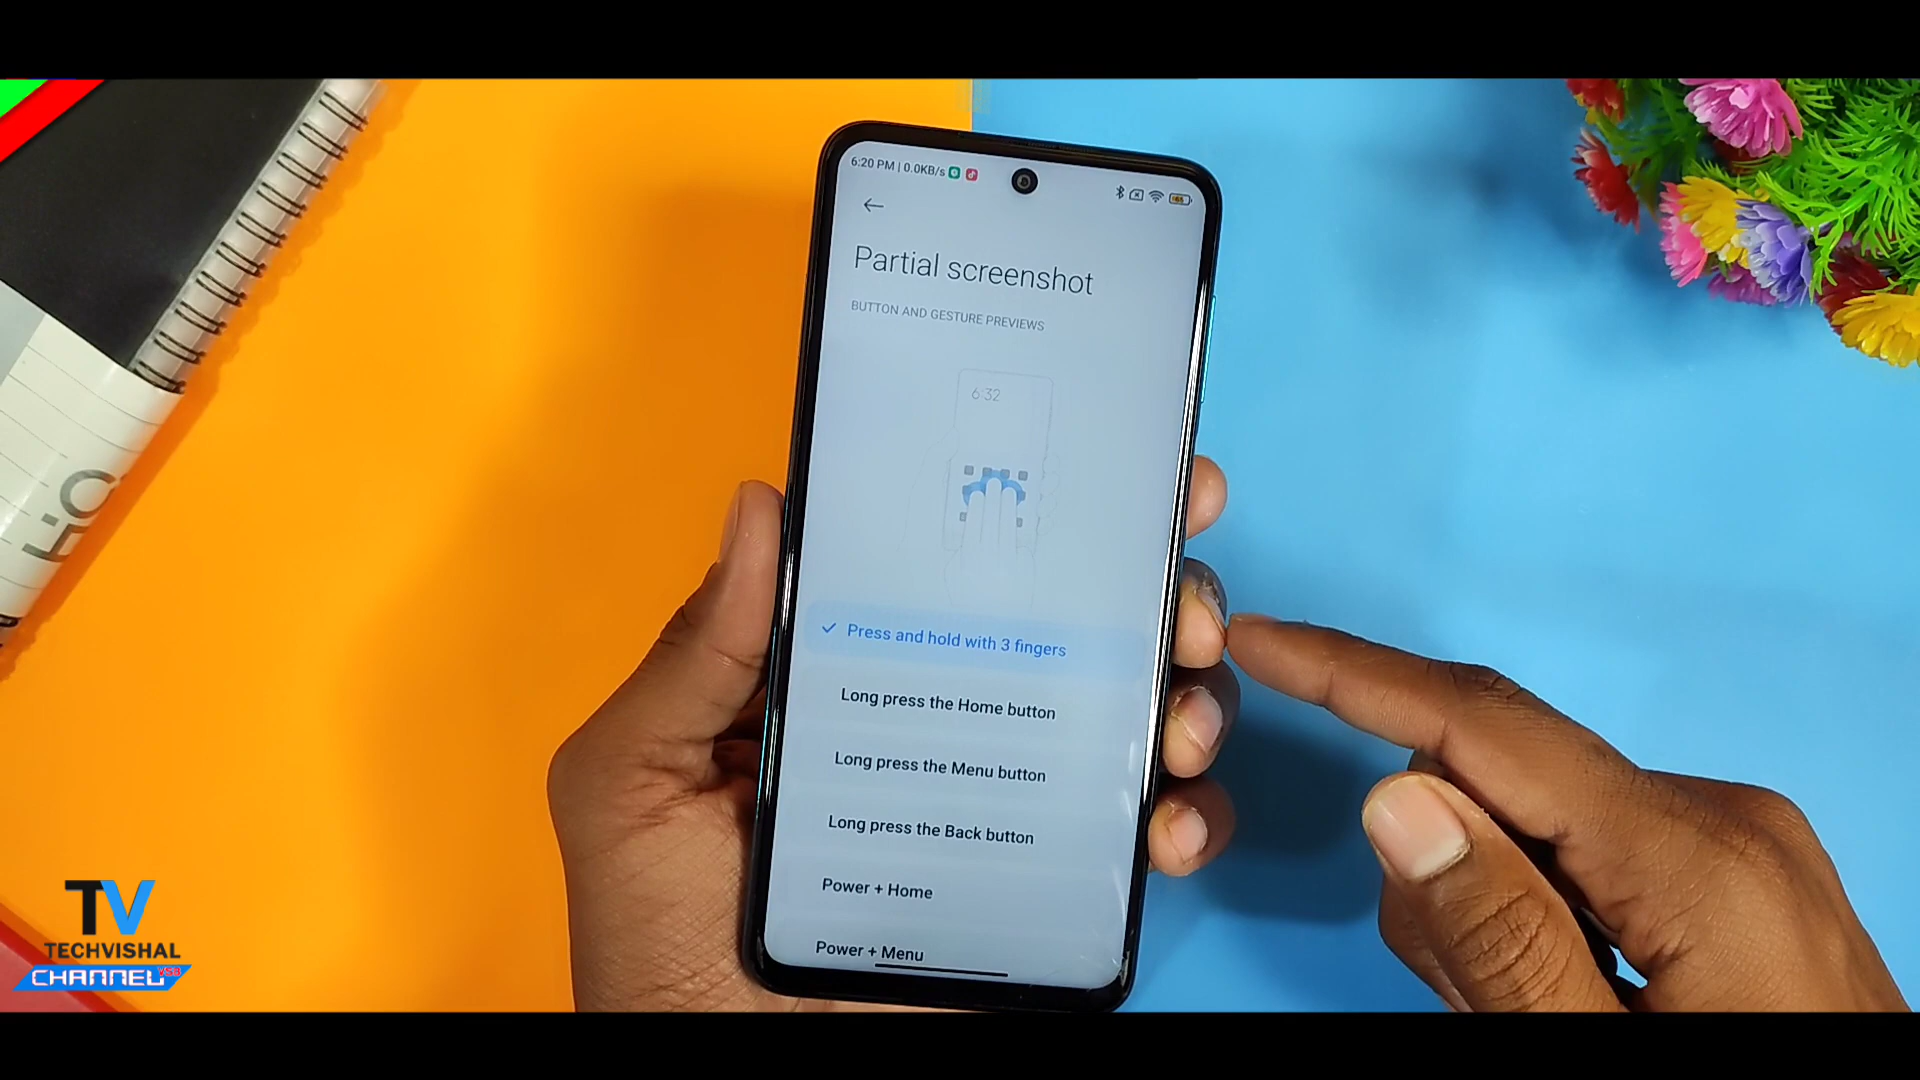 6:20 PM | 0.0KB/s
Partial screenshot
BUTTON AND GESTURE PREVIEWS
6:32
Press and hold with 3 fingers
Long press the Home button
Long press the Menu button
Long press the Back button
Power + Home
Power + Menu
TV
TECHVISHAL
CHANNEL VSB